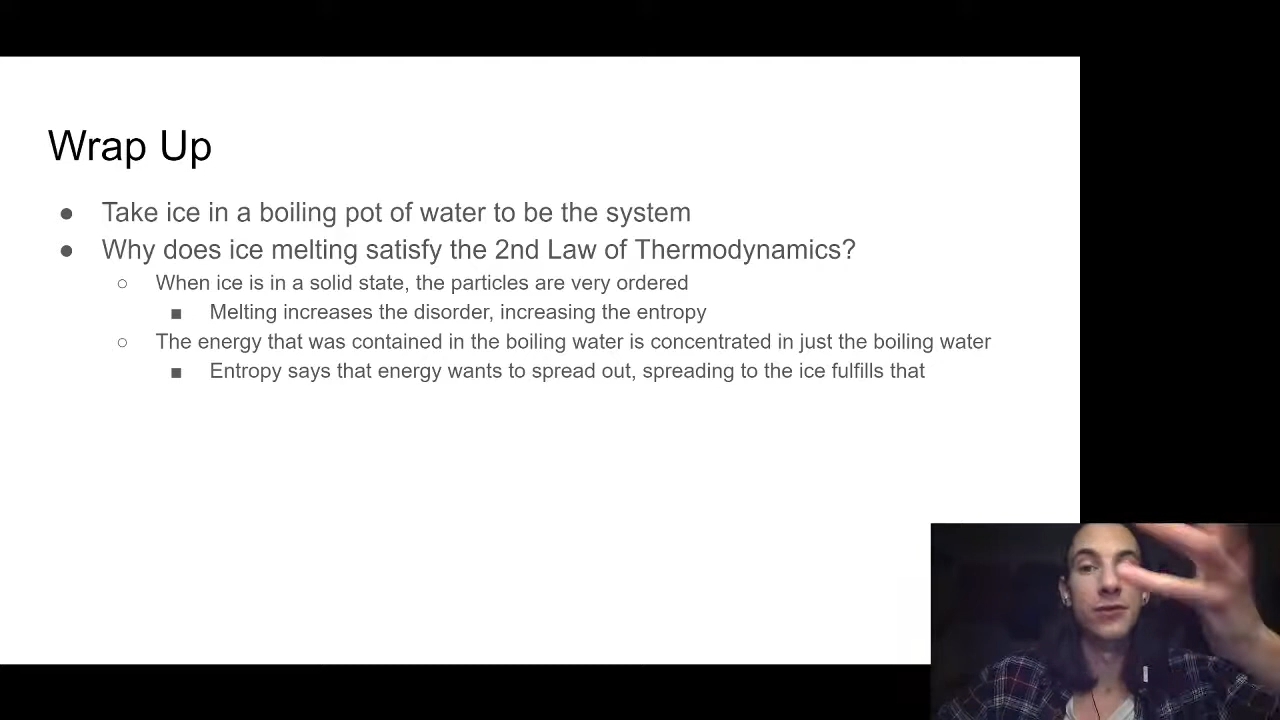 Wrap Up
● Take ice in a boiling pot of water to be the system
● Why does ice melting satisfy the 2nd Law of Thermodynamics?
○ When ice is in a solid state, the particles are very ordered
■ Melting increases the disorder, increasing the entropy
○ The energy that was contained in the boiling water is concentrated in just the boiling water
■ Entropy says that energy wants to spread out, spreading to the ice fulfills that